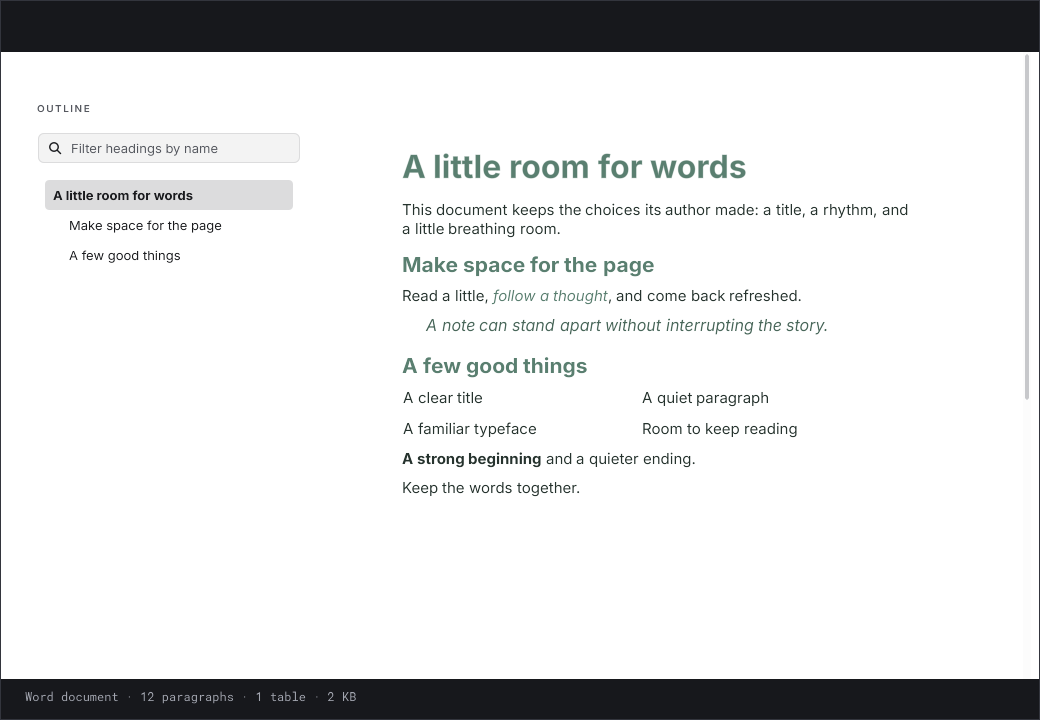 OUTLINE
Filter headings by name
A little room for words
Make space for the page
A few good things
A little room for words
This document keeps the choices its author made: a title, a rhythm, and
a little breathing room.
Make space for the page
Read a little, follow a thought, and come back refreshed.
A note can stand apart without interrupting the story.
A few good things
A clear title
A quiet paragraph
A familiar typeface
Room to keep reading
A strong beginning and a quieter ending.
Keep the words together.
Word document · 12 paragraphs · 1 table · 2 KB